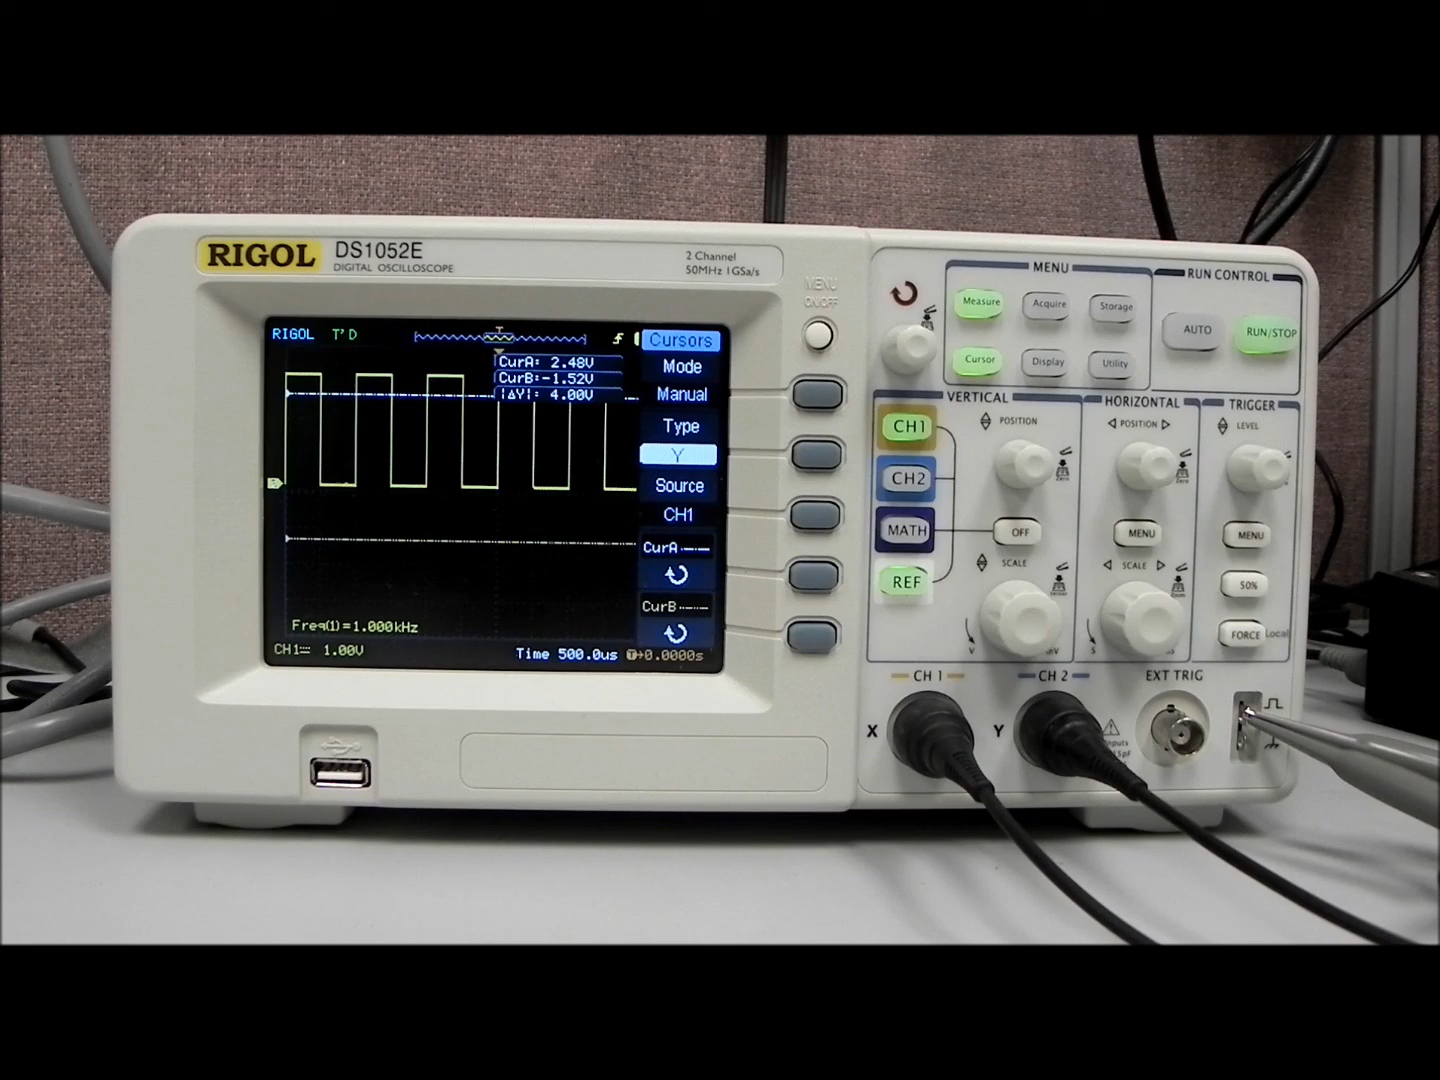 RIGOL DS1052E
DIGITAL OSCILLOSCOPE
2 Channel
50MHz 1GSa/s
MENU
ON/OFF
RIGOL T'D
CurA: 2.48V
CurB:-1.52V
|ΔY|: 4.00V
Freq(1)=1.000kHz
CH1 1.00V
Time 500.0us T→0.0000s
Cursors
Mode
Manual
Type
Y
Source
CH1
CurA
CurB
MENU
Measure Acquire Storage
Cursor Display Utility
RUN CONTROL
AUTO RUN/STOP
VERTICAL
CH1
CH2
MATH
REF
POSITION
Zero
OFF
SCALE
V
HORIZONTAL
POSITION
Zero
MENU
SCALE
S
TRIGGER
LEVEL
MENU
50%
FORCE Local
CH 1 CH 2 EXT TRIG
X Y